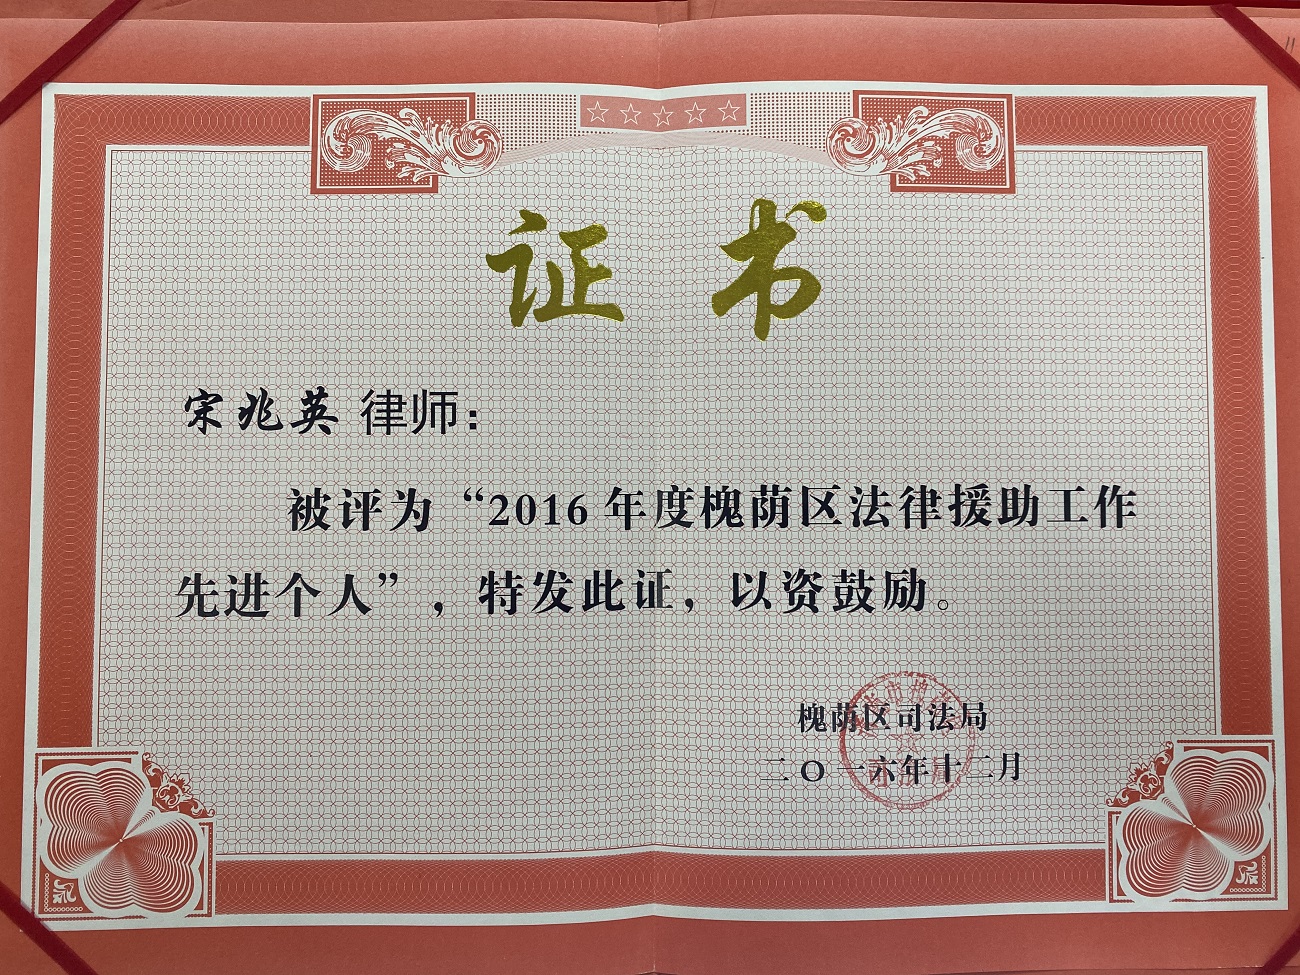 证书
宋兆英 律师：
被评为“2016年度槐荫区法律援助工作
先进个人”，特发此证，以资鼓励。
槐荫区司法局
二〇一六年十二月